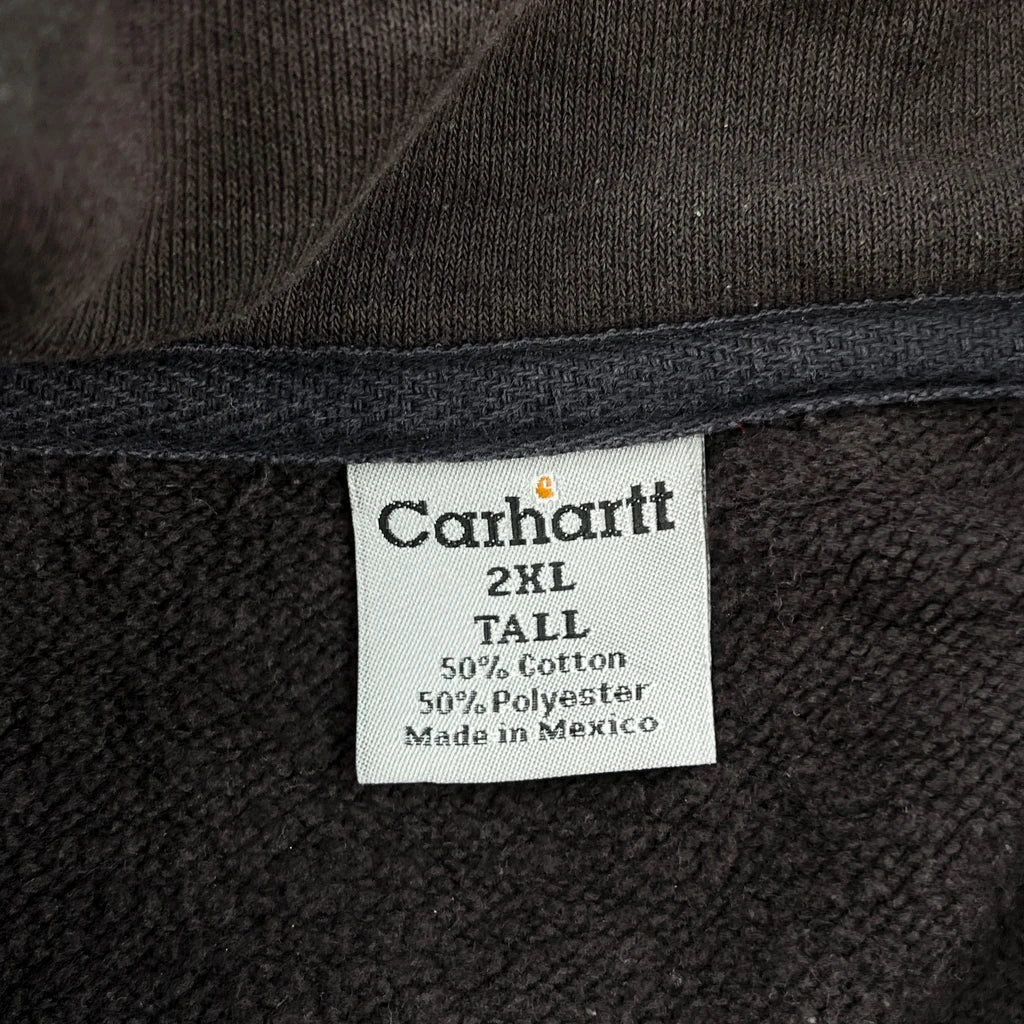 Carhartt
2XL
TALL
50% Cotton
50% Polyester
Made in Mexico